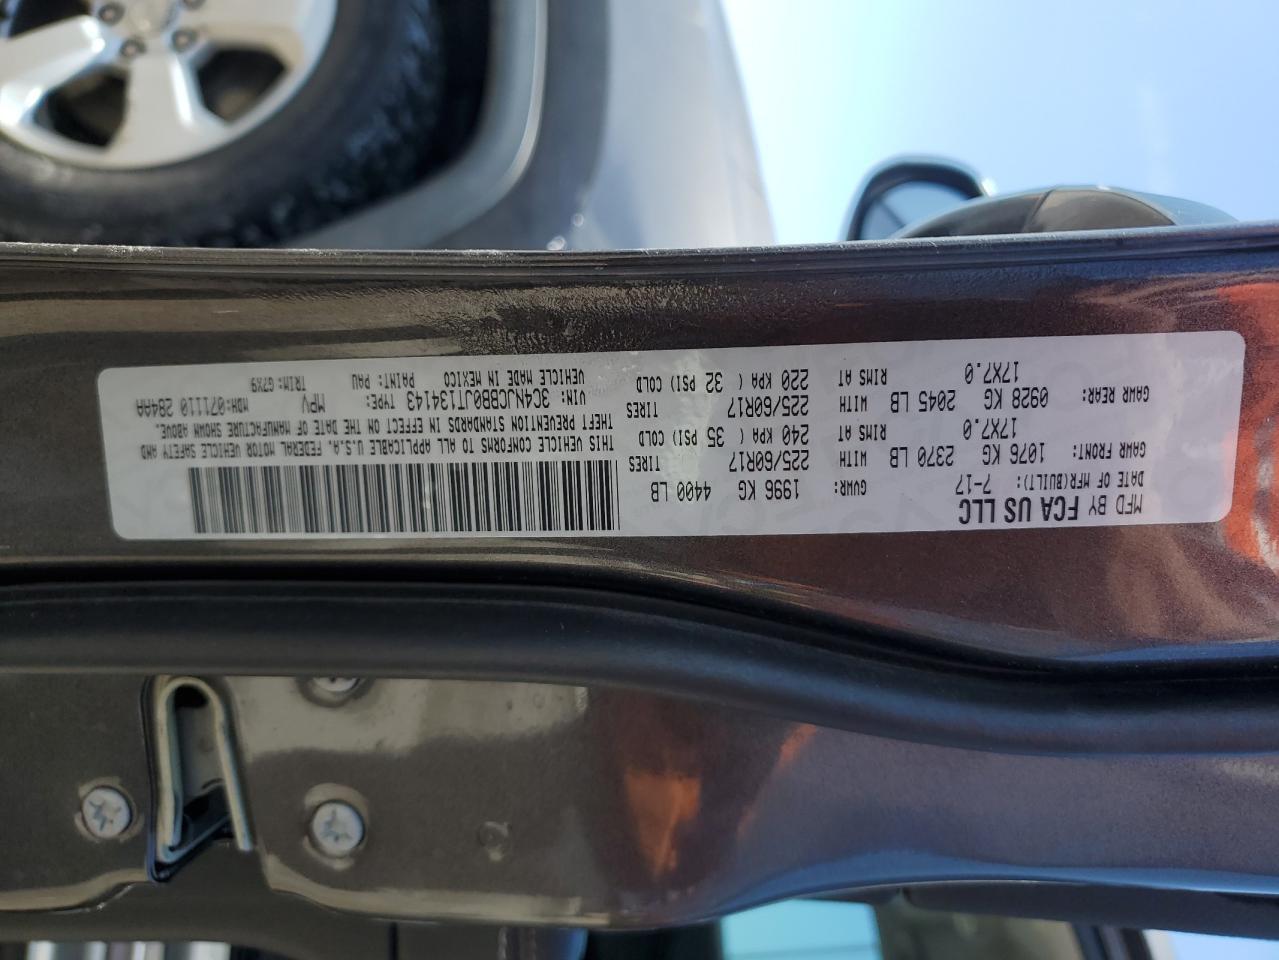 MFD BY FCA US LLC
DATE OF MFR(BUILT): 7-17 GVWR: 1996 KG 4400 LB
GAWR FRONT: 1076 KG 2370 LB WITH 225/60R17 TIRES
17X7.0 RIMS AT 240 KPA ( 35 PSI) COLD
GAWR REAR: 0928 KG 2045 LB WITH 225/60R17 TIRES
17X7.0 RIMS AT 220 KPA ( 32 PSI) COLD
THIS VEHICLE CONFORMS TO ALL APPLICABLE U.S.A. FEDERAL MOTOR VEHICLE SAFETY AND
THEFT PREVENTION STANDARDS IN EFFECT ON THE DATE OF MANUFACTURE SHOWN ABOVE.
VIN: 3C4NJCBB0JT134143 TYPE: MPV MDH:071110 284AA
VEHICLE MADE IN MEXICO PAINT: PAU TRIM: G7X9